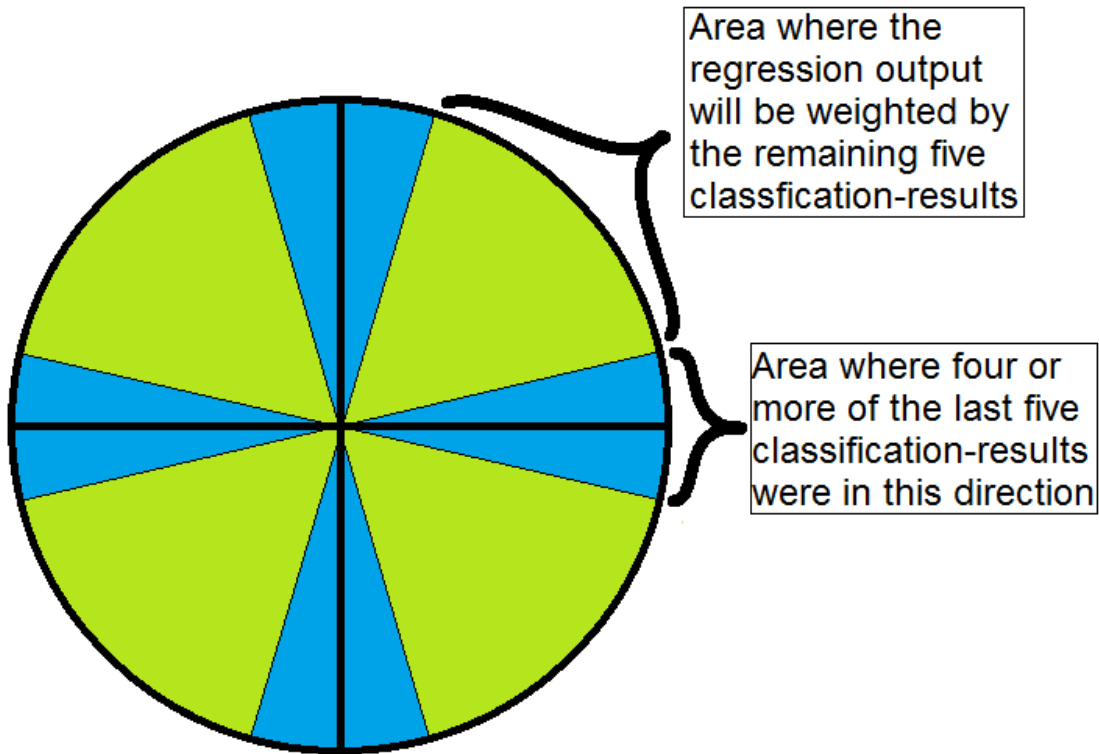 Area where the
regression output
will be weighted by
the remaining five
classfication-results
Area where four or
more of the last five
classification-results
were in this direction